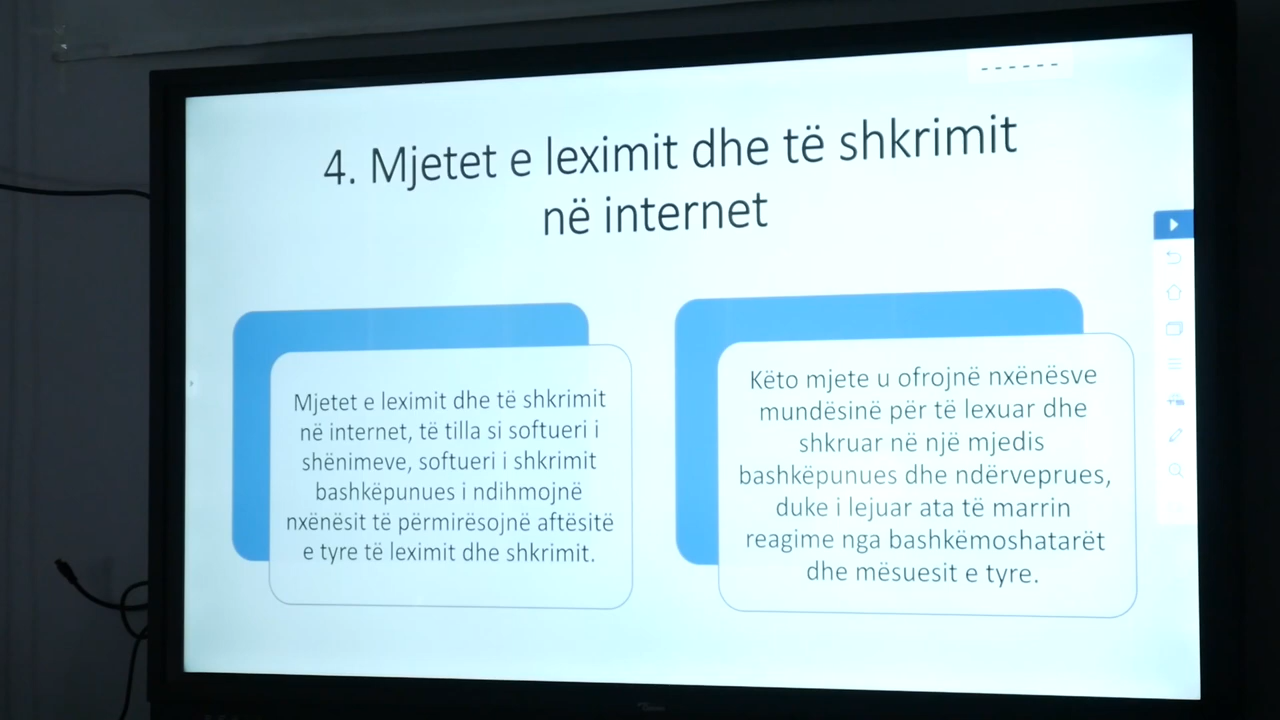 4. Mjetet e leximit dhe të shkrimit
në internet
Mjetet e leximit dhe të shkrimit
në internet, të tilla si softueri i
shënimeve, softueri i shkrimit
bashkëpunues i ndihmojnë
nxënësit të përmirësojnë aftësitë
e tyre të leximit dhe shkrimit.
Këto mjete u ofrojnë nxënësve
mundësinë për të lexuar dhe
shkruar në një mjedis
bashkëpunues dhe ndërveprues,
duke i lejuar ata të marrin
reagime nga bashkëmoshatarët
dhe mësuesit e tyre.